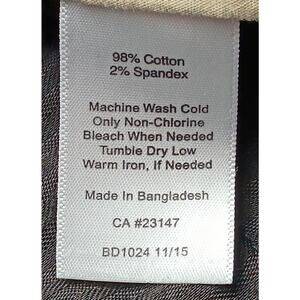 98% Cotton
2% Spandex
Machine Wash Cold
Only Non-Chlorine
Bleach When Needed
Tumble Dry Low
Warm Iron, If Needed
Made In Bangladesh
CA #23147
BD1024 11/15